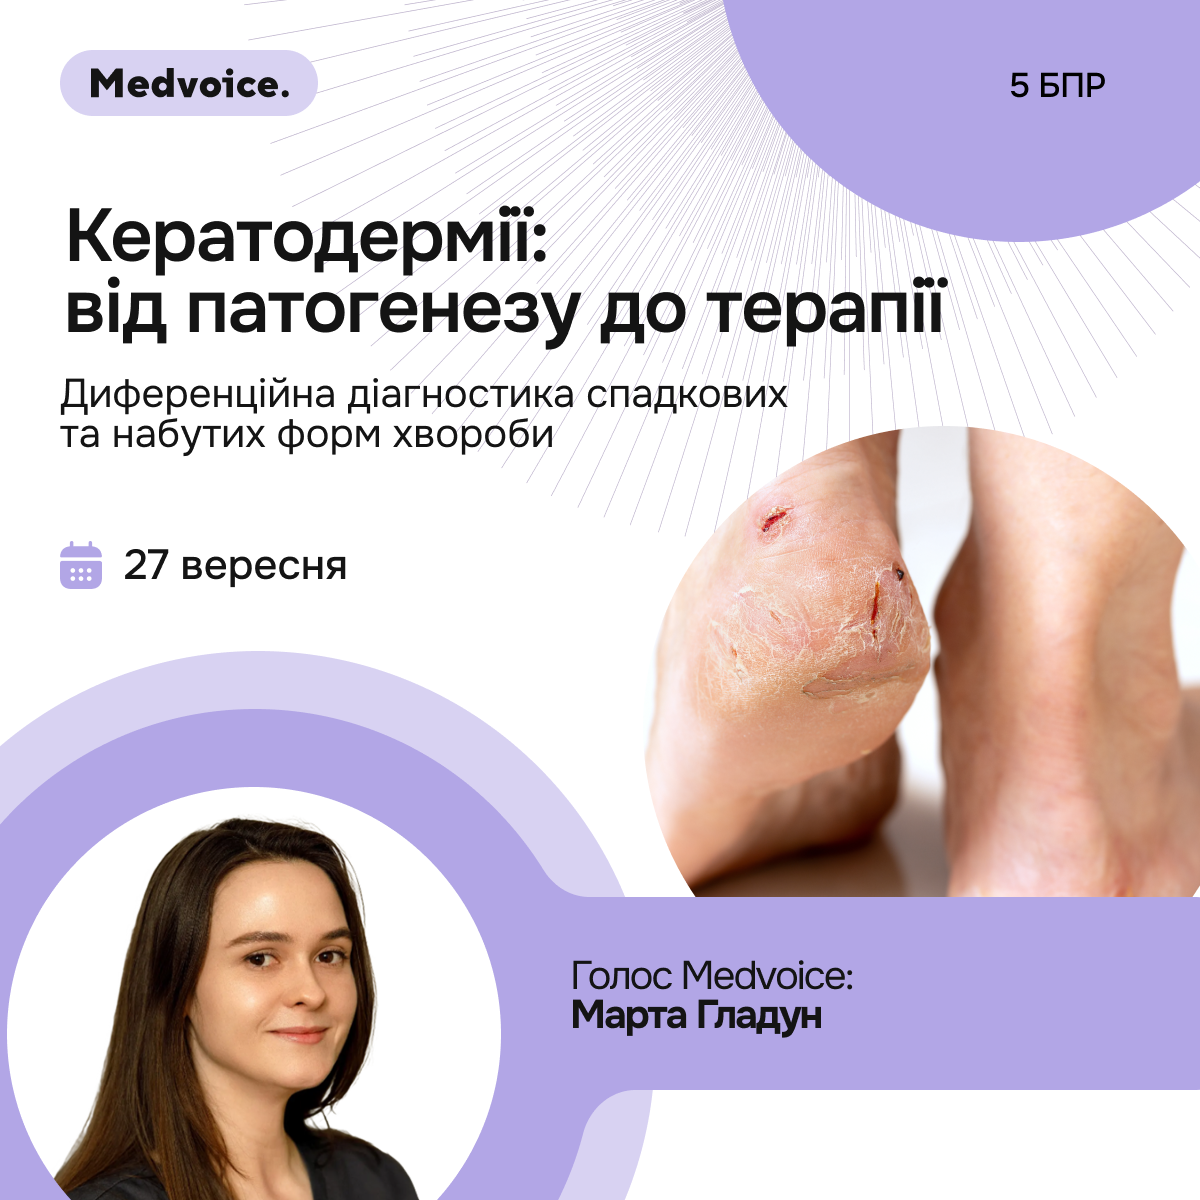 Medvoice.
5 БПР
Кератодермії:
від патогенезу до терапії
Диференційна діагностика спадкових
та набутих форм хвороби
27 вересня
Голос Medvoice:
Марта Гладун